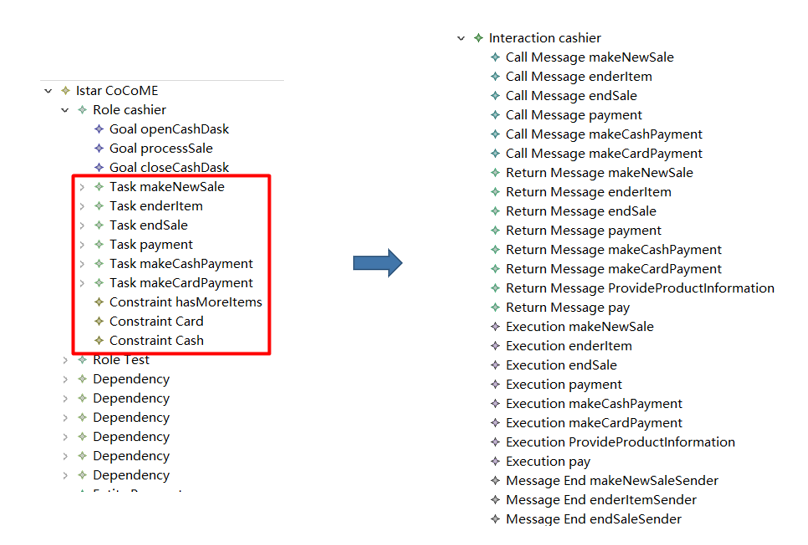 Istar CoCoME
Role cashier
Goal openCashDask
Goal processSale
Goal closeCashDask
Task makeNewSale
Task enderItem
Task endSale
Task payment
Task makeCashPayment
Task makeCardPayment
Constraint hasMoreItems
Constraint Card
Constraint Cash
Role Test
Dependency
Dependency
Dependency
Dependency
Dependency
Dependency
Interaction cashier
Call Message makeNewSale
Call Message enderItem
Call Message endSale
Call Message payment
Call Message makeCashPayment
Call Message makeCardPayment
Return Message makeNewSale
Return Message enderItem
Return Message endSale
Return Message payment
Return Message makeCashPayment
Return Message makeCardPayment
Return Message ProvideProductInformation
Return Message pay
Execution makeNewSale
Execution enderItem
Execution endSale
Execution payment
Execution makeCashPayment
Execution makeCardPayment
Execution ProvideProductInformation
Execution pay
Message End makeNewSaleSender
Message End enderItemSender
Message End endSaleSender